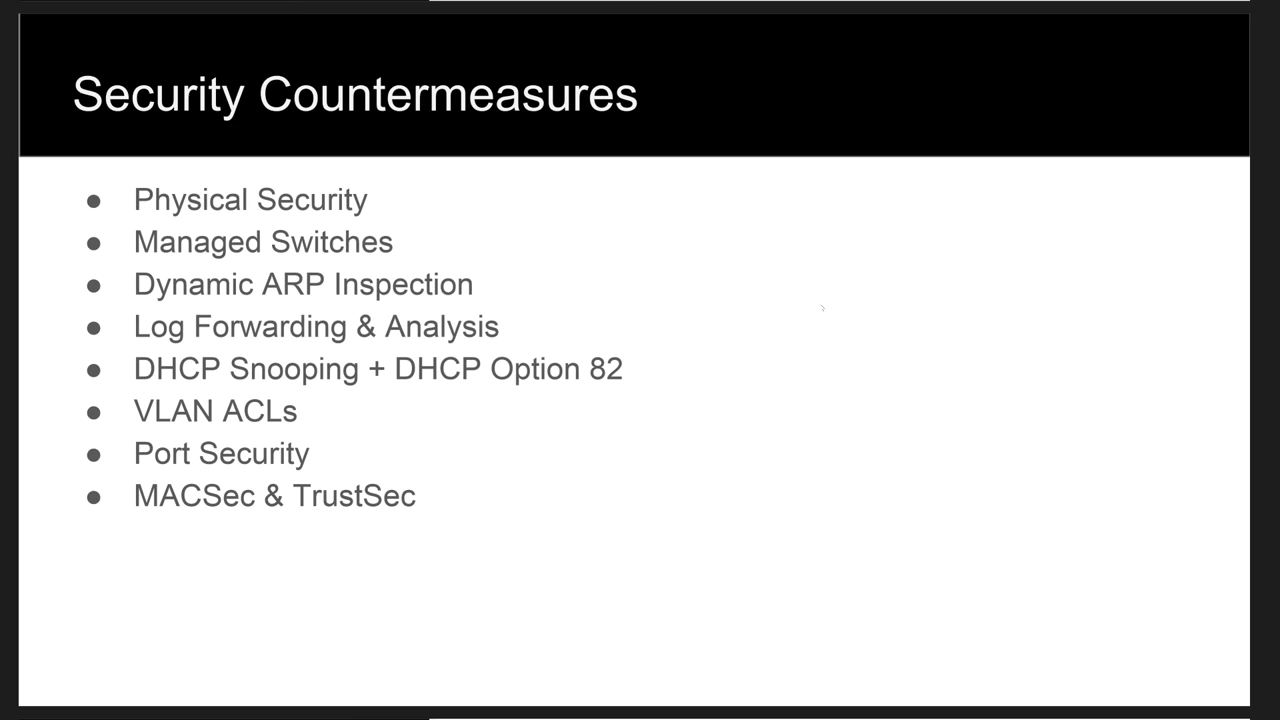 Security Countermeasures
● Physical Security
● Managed Switches
● Dynamic ARP Inspection
● Log Forwarding & Analysis
● DHCP Snooping + DHCP Option 82
● VLAN ACLs
● Port Security
● MACSec & TrustSec